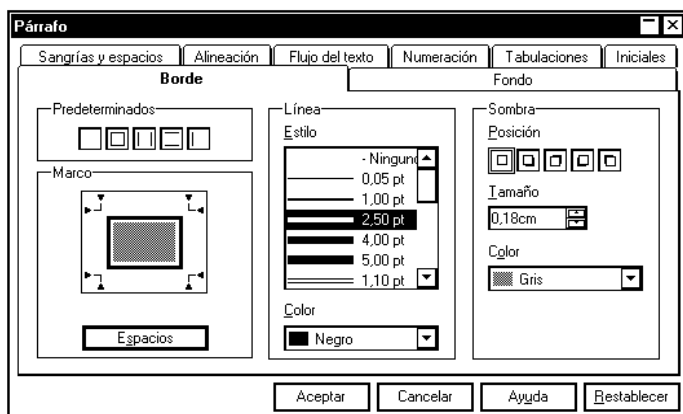 Párrafo
Sangrías y espacios Alineación Flujo del texto Numeración Tabulaciones Iniciales
Borde Fondo
Predeterminados
Marco
Espacios
Línea
Estilo
- Ninguno
0,05 pt
1,00 pt
2,50 pt
4,00 pt
5,00 pt
1,10 pt
Color
Negro
Sombra
Posición
Tamaño
0,18cm
Color
Gris
Aceptar Cancelar Ayuda Restablecer